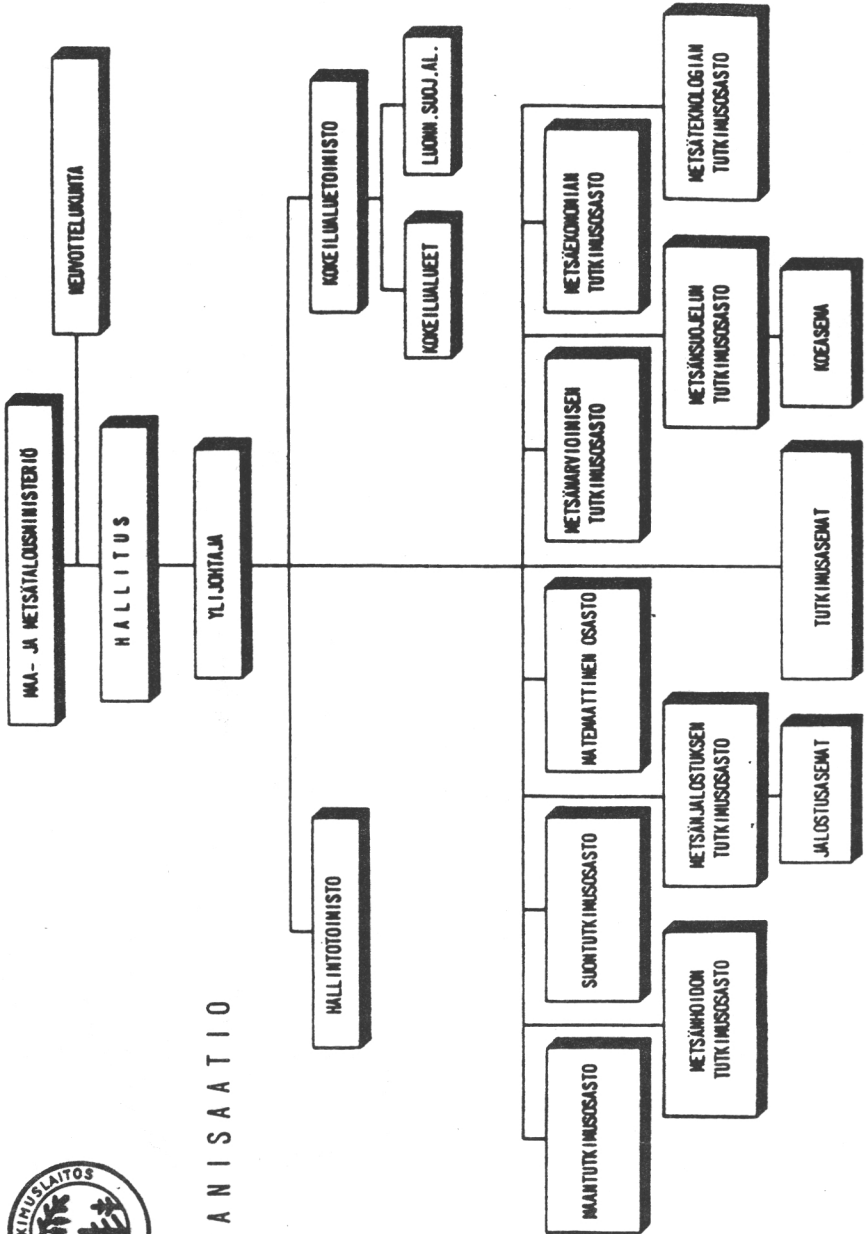 KIMUSLAITOS
ANISAATIO
MAA- JA METSÄTALOUSMINISTERIÖ
NEUVOTTELUKUNTA
HALLITUS
YLIJOHTAJA
HALLINTOTOIMISTO
KOKEILUALUETOIMISTO
KOKEILUALUEET
LUONN.SUOJ.AL.
MAANTUTKIMUSOSASTO
SUONTUTKIMUSOSASTO
MATEMAATTINEN OSASTO
METSÄNARVIOIMISEN
TUTKIMUSOSASTO
METSÄEKONOMIAN
TUTKIMUSOSASTO
METSÄNHOIDON
TUTKIMUSOSASTO
METSÄNJALOSTUKSEN
TUTKIMUSOSASTO
METSÄNSUOJELUN
TUTKIMUSOSASTO
METSÄTEKNOLOGIAN
TUTKIMUSOSASTO
JALOSTUSASEMAT
TUTKIMUSASEMAT
KOEASEMA